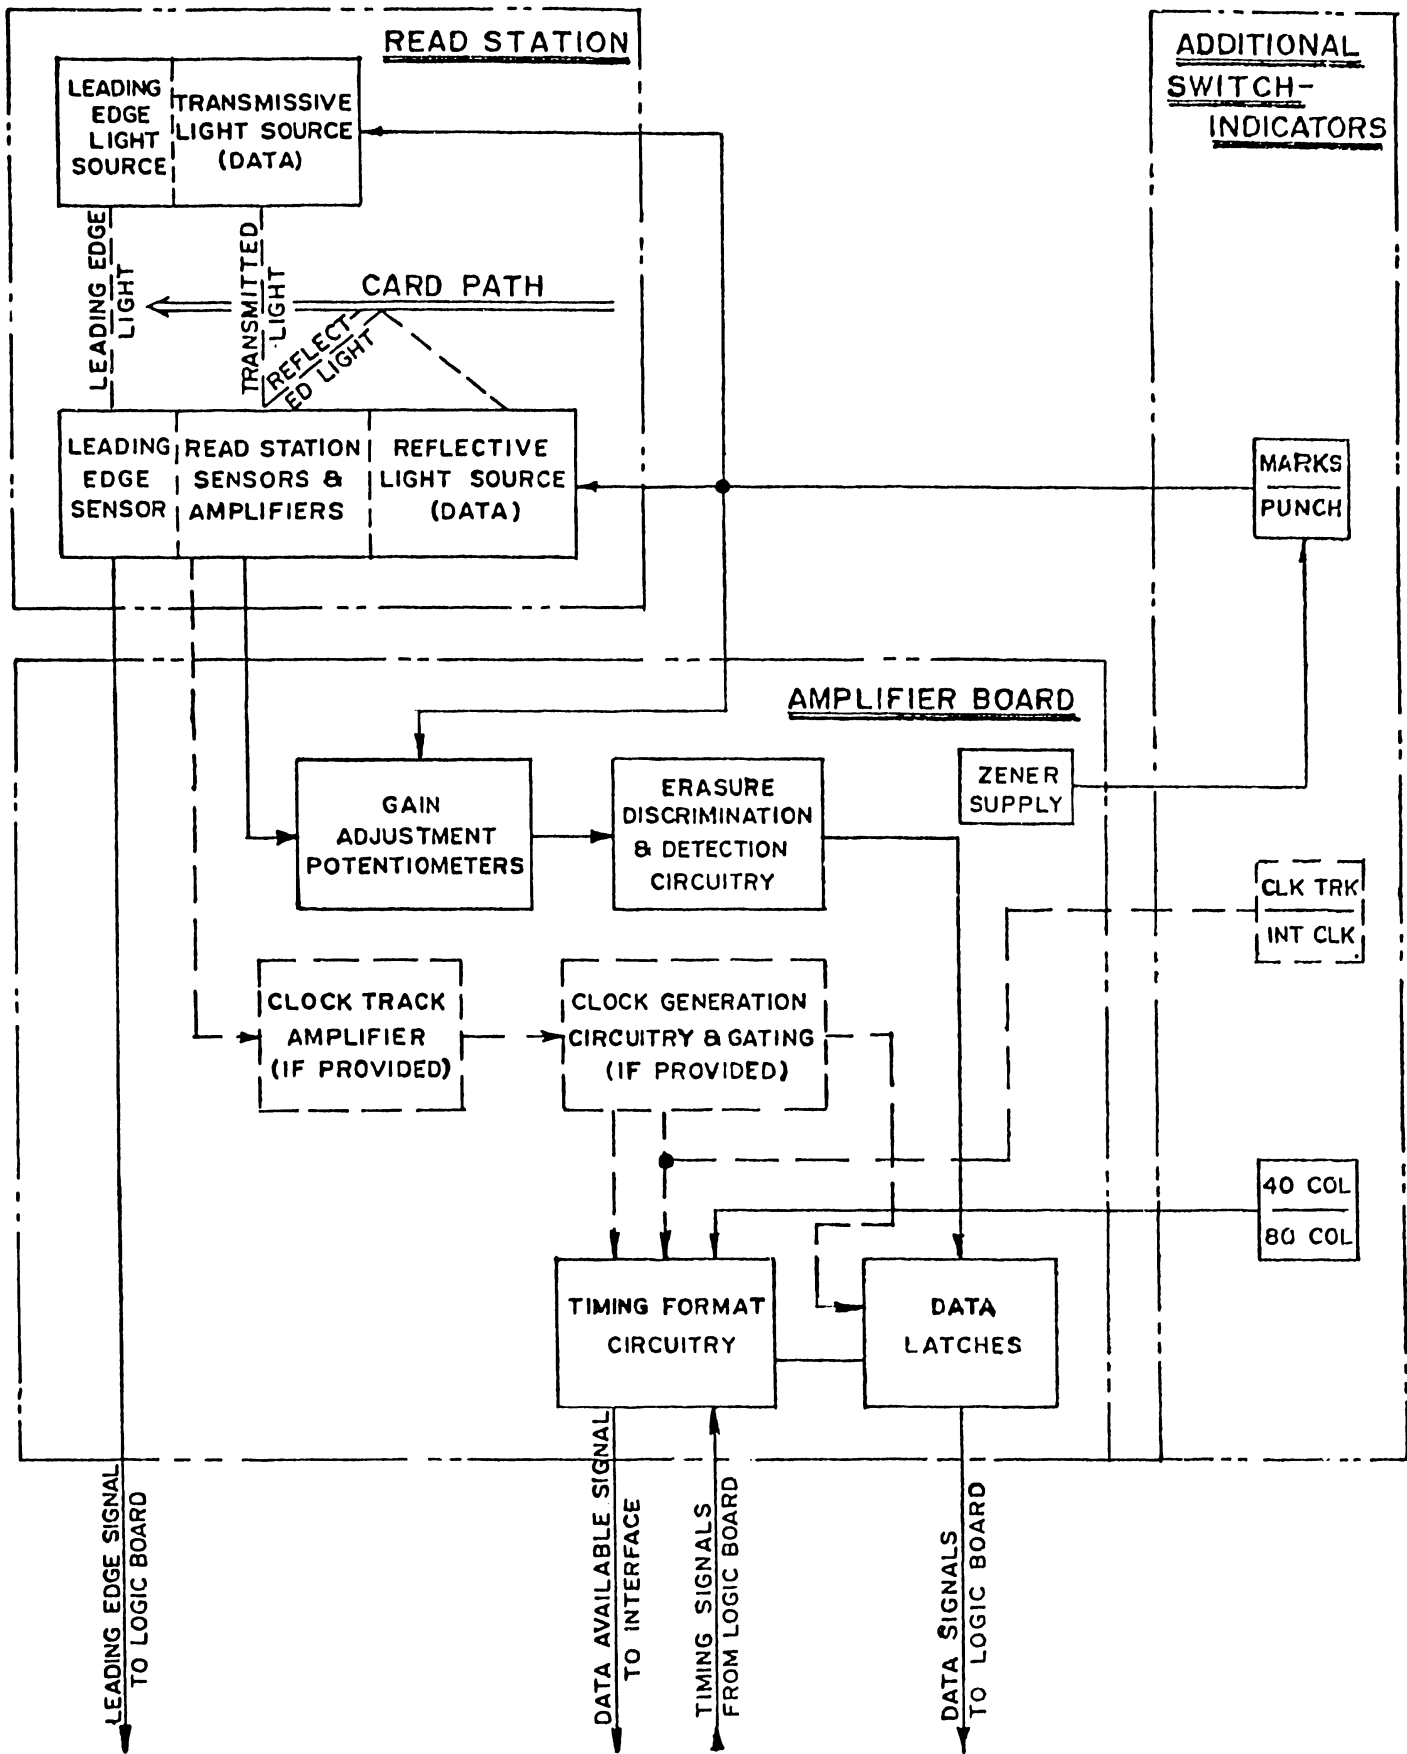 READ STATION
ADDITIONAL
SWITCH-
INDICATORS
LEADING
EDGE
LIGHT
SOURCE
TRANSMISSIVE
LIGHT SOURCE
(DATA)
LEADING EDGE
LIGHT
TRANSMITTED
LIGHT
CARD PATH
REFLECT
ED LIGHT
LEADING
EDGE
SENSOR
READ STATION
SENSORS &
AMPLIFIERS
REFLECTIVE
LIGHT SOURCE
(DATA)
MARKS
PUNCH
AMPLIFIER BOARD
GAIN
ADJUSTMENT
POTENTIOMETERS
ERASURE
DISCRIMINATION
& DETECTION
CIRCUITRY
ZENER
SUPPLY
CLK TRK
INT CLK
CLOCK TRACK
AMPLIFIER
(IF PROVIDED)
CLOCK GENERATION
CIRCUITRY & GATING
(IF PROVIDED)
40 COL
80 COL
TIMING FORMAT
CIRCUITRY
DATA
LATCHES
LEADING EDGE SIGNAL
TO LOGIC BOARD
DATA AVAILABLE SIGNAL
TO INTERFACE
TIMING SIGNALS
FROM LOGIC BOARD
DATA SIGNALS
TO LOGIC BOARD